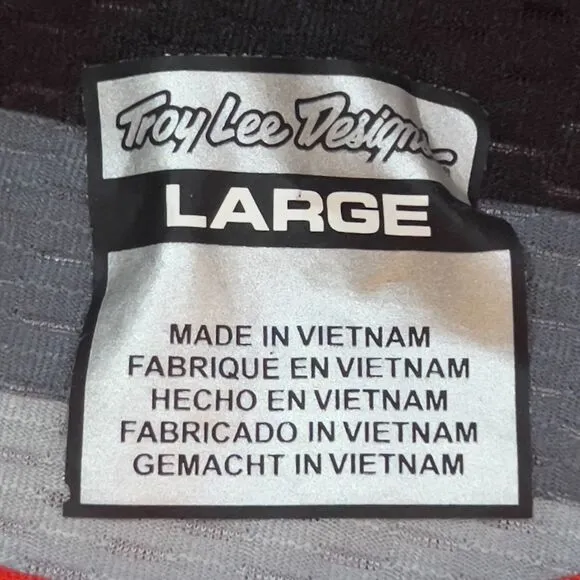 Troy Lee Designs
LARGE
MADE IN VIETNAM
FABRIQUÉ EN VIETNAM
HECHO EN VIETNAM
FABRICADO IN VIETNAM
GEMACHT IN VIETNAM